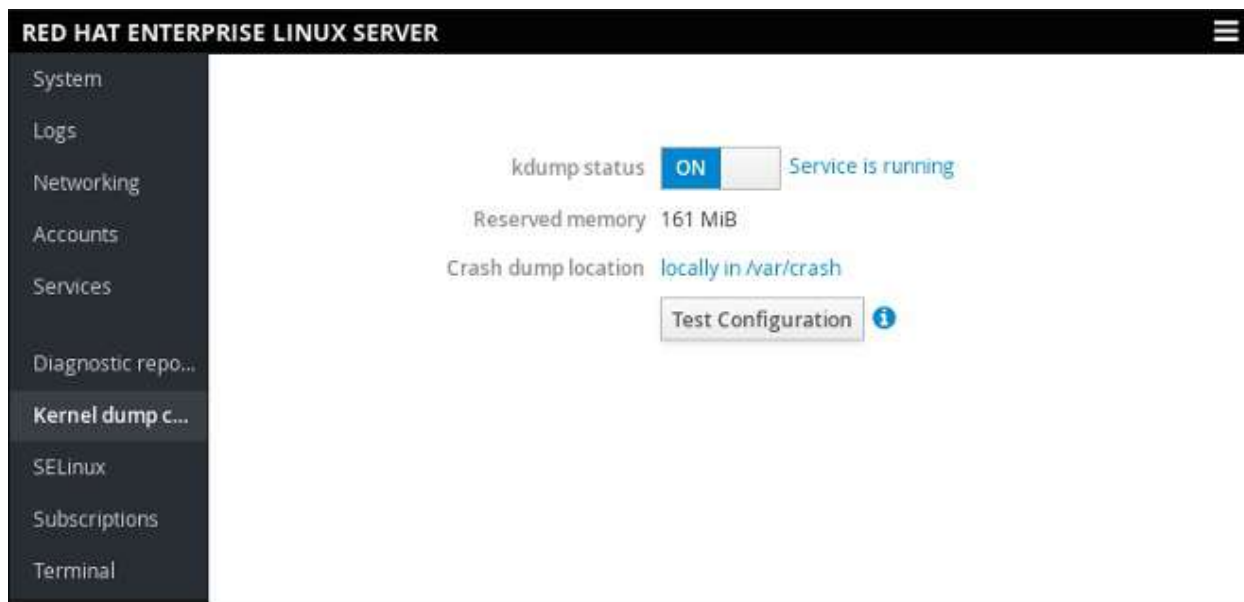 RED HAT ENTERPRISE LINUX SERVER
System
Logs
Networking
Accounts
Services
Diagnostic repo...
Kernel dump c...
SELinux
Subscriptions
Terminal
kdump status ON Service is running
Reserved memory 161 MiB
Crash dump location locally in /var/crash
Test Configuration